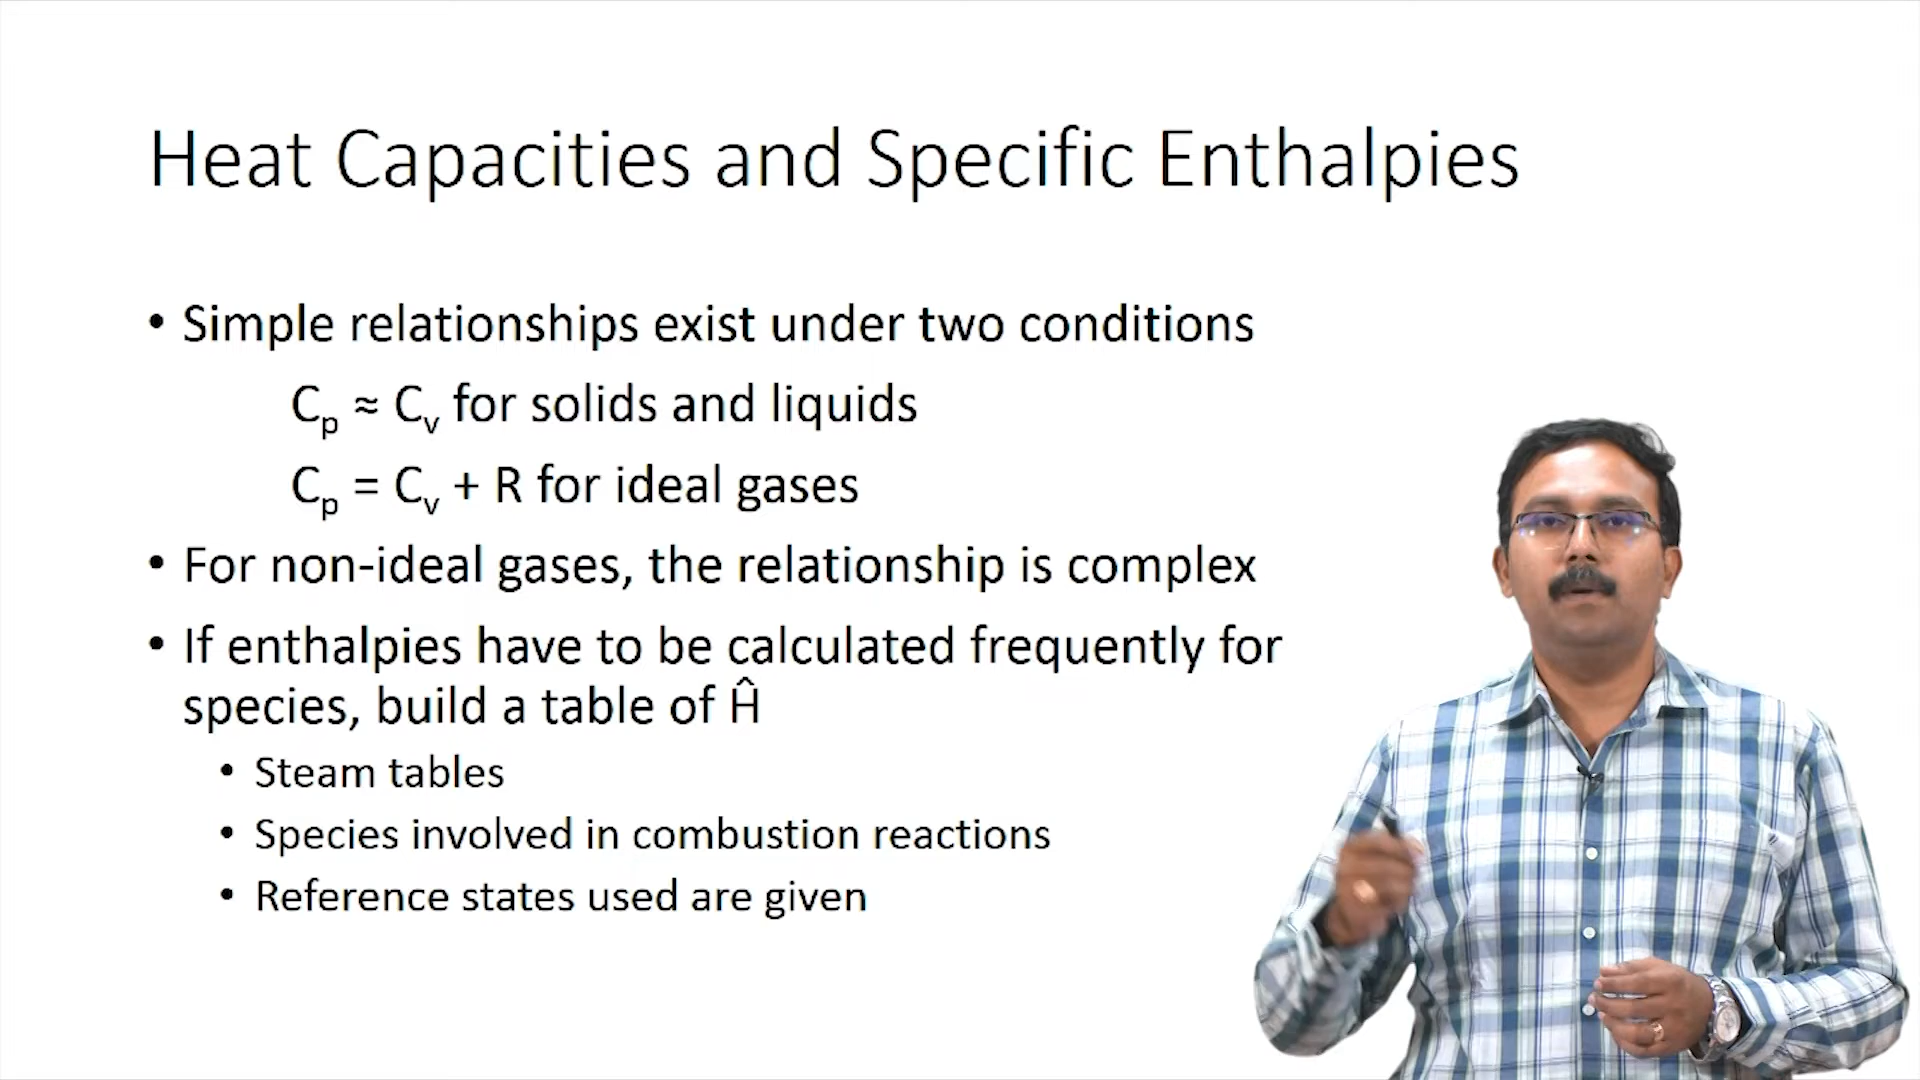 Heat Capacities and Specific Enthalpies
• Simple relationships exist under two conditions
Cₚ ≈ Cᵥ for solids and liquids
Cₚ = Cᵥ + R for ideal gases
• For non-ideal gases, the relationship is complex
• If enthalpies have to be calculated frequently for
species, build a table of Ĥ
• Steam tables
• Species involved in combustion reactions
• Reference states used are given